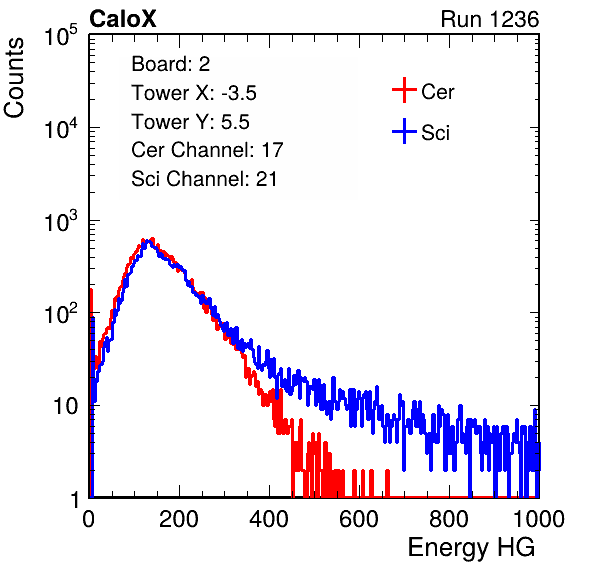 CaloX Run 1236
Counts
10^5
10^4
10^3
10^2
10
1
Board: 2
Tower X: -3.5
Tower Y: 5.5
Cer Channel: 17
Sci Channel: 21
Cer
Sci
0 200 400 600 800 1000
Energy HG